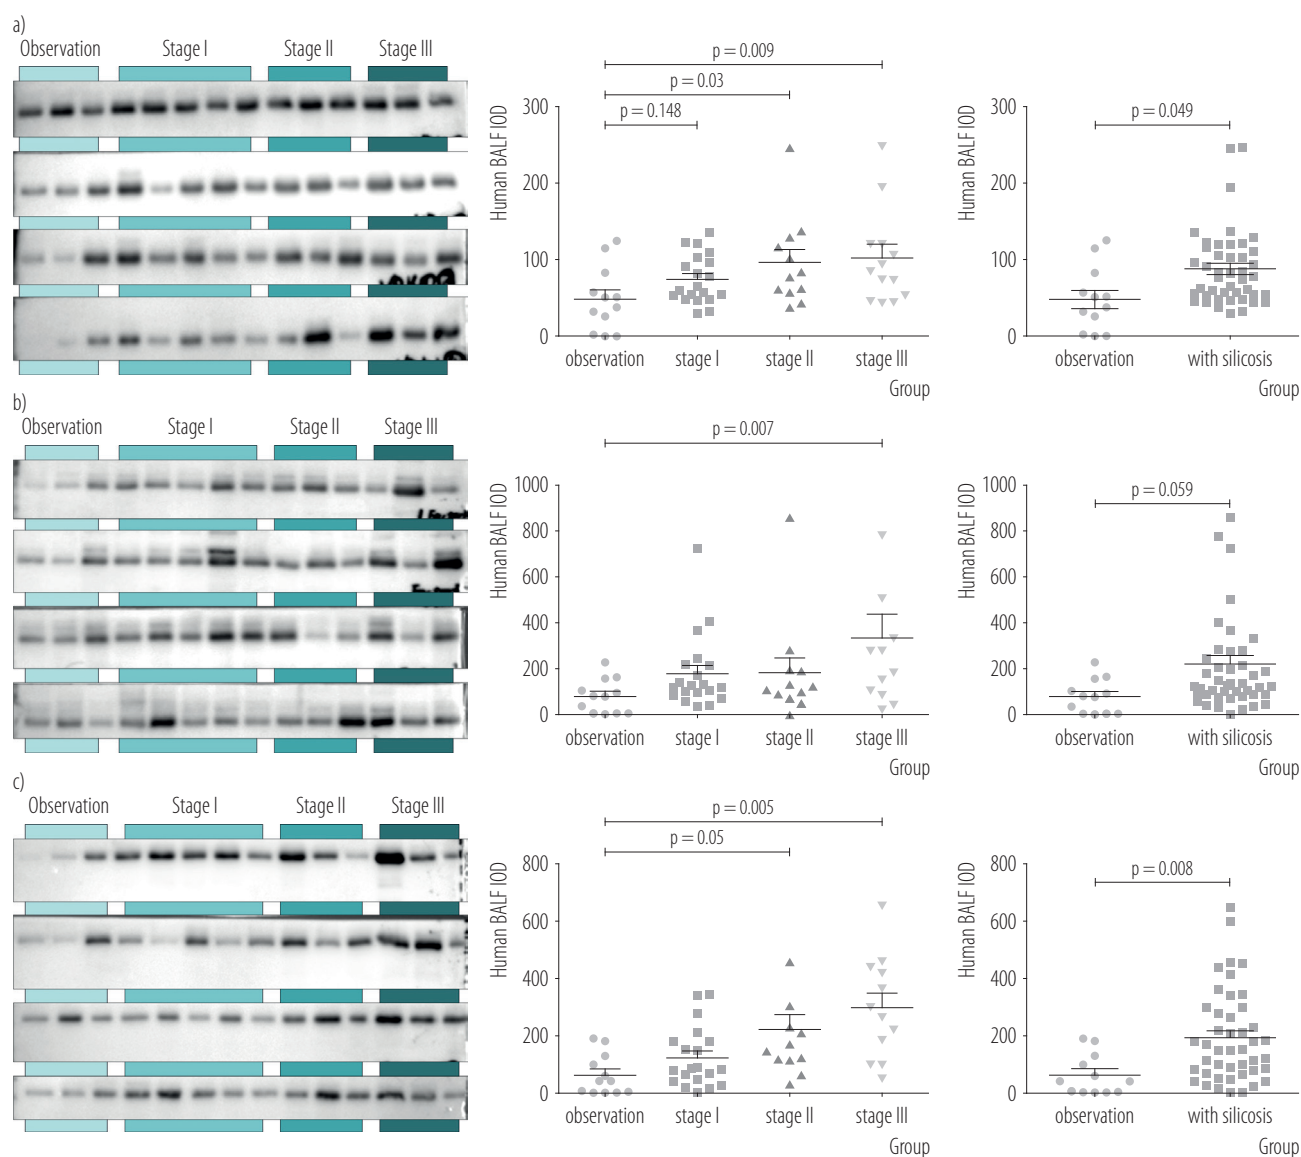 a)
Observation Stage I Stage II Stage III
p = 0.009
p = 0.03
p = 0.148
Human BALF IOD
300
200
100
0
observation stage I stage II stage III
Group
p = 0.049
Human BALF IOD
300
200
100
0
observation with silicosis
Group
b)
Observation Stage I Stage II Stage III
p = 0.007
Human BALF IOD
1000
800
600
400
200
0
observation stage I stage II stage III
Group
p = 0.059
Human BALF IOD
1000
800
600
400
200
0
observation with silicosis
Group
c)
Observation Stage I Stage II Stage III
p = 0.005
p = 0.05
Human BALF IOD
800
600
400
200
0
observation stage I stage II stage III
Group
p = 0.008
Human BALF IOD
800
600
400
200
0
observation with silicosis
Group